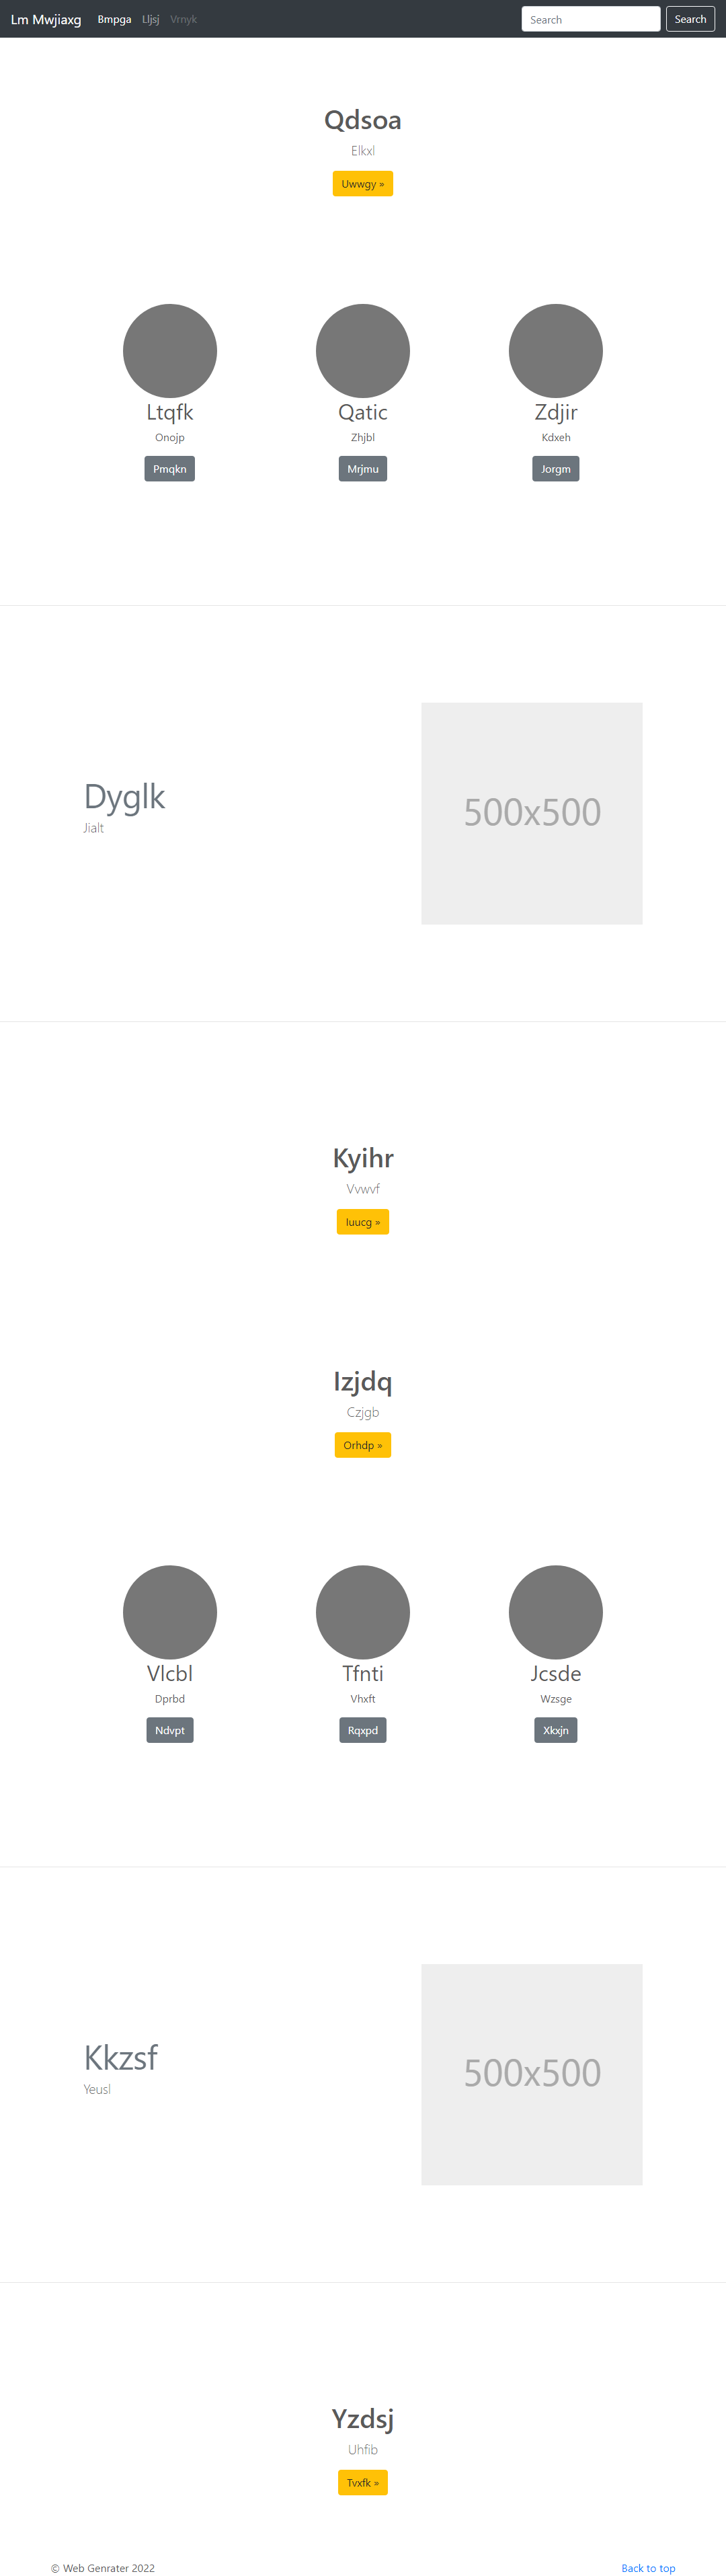 Lm Mwjiaxg Bmpga Lljsj Vrnyk Search Search
Qdsoa
Elkxl
Uwwgy »
Ltqfk Qatic Zdjir
Onojp Zhjbl Kdxeh
Pmqkn Mrjmu Jorgm
Dyglk
Jialt
500x500
Kyihr
Vvwvf
Iuucg »
Izjdq
Czjgb
Orhdp »
Vlcbl Tfnti Jcsde
Dprbd Vhxft Wzsge
Ndvpt Rqxpd Xkxjn
Kkzsf
Yeusl
500x500
Yzdsj
Uhfib
Tvxfk »
© Web Genrater 2022 Back to top